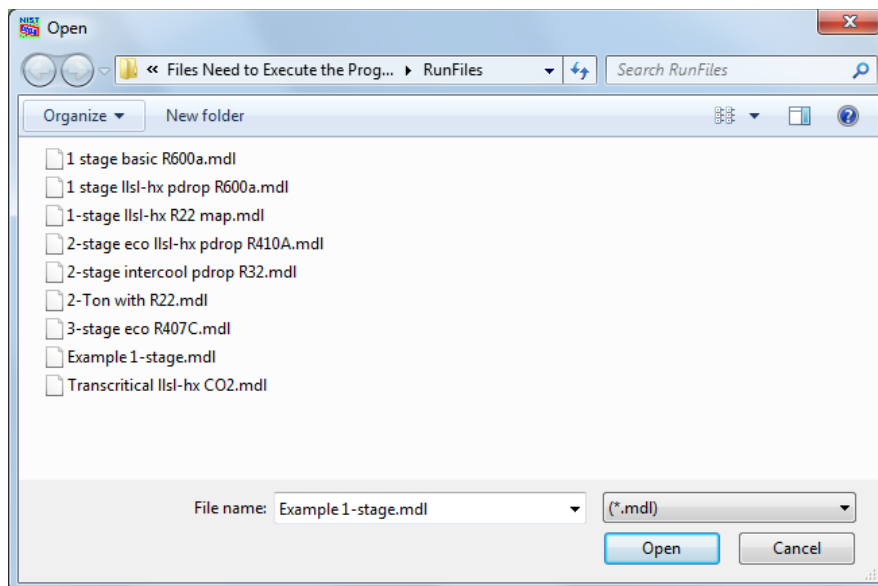 NIST
Open
« Files Need to Execute the Prog... ▸ RunFiles
Search RunFiles
Organize
New folder
1 stage basic R600a.mdl
1 stage llsl-hx pdrop R600a.mdl
1-stage llsl-hx R22 map.mdl
2-stage eco llsl-hx pdrop R410A.mdl
2-stage intercool pdrop R32.mdl
2-Ton with R22.mdl
3-stage eco R407C.mdl
Example 1-stage.mdl
Transcritical llsl-hx CO2.mdl
File name: Example 1-stage.mdl
(*.mdl)
Open
Cancel